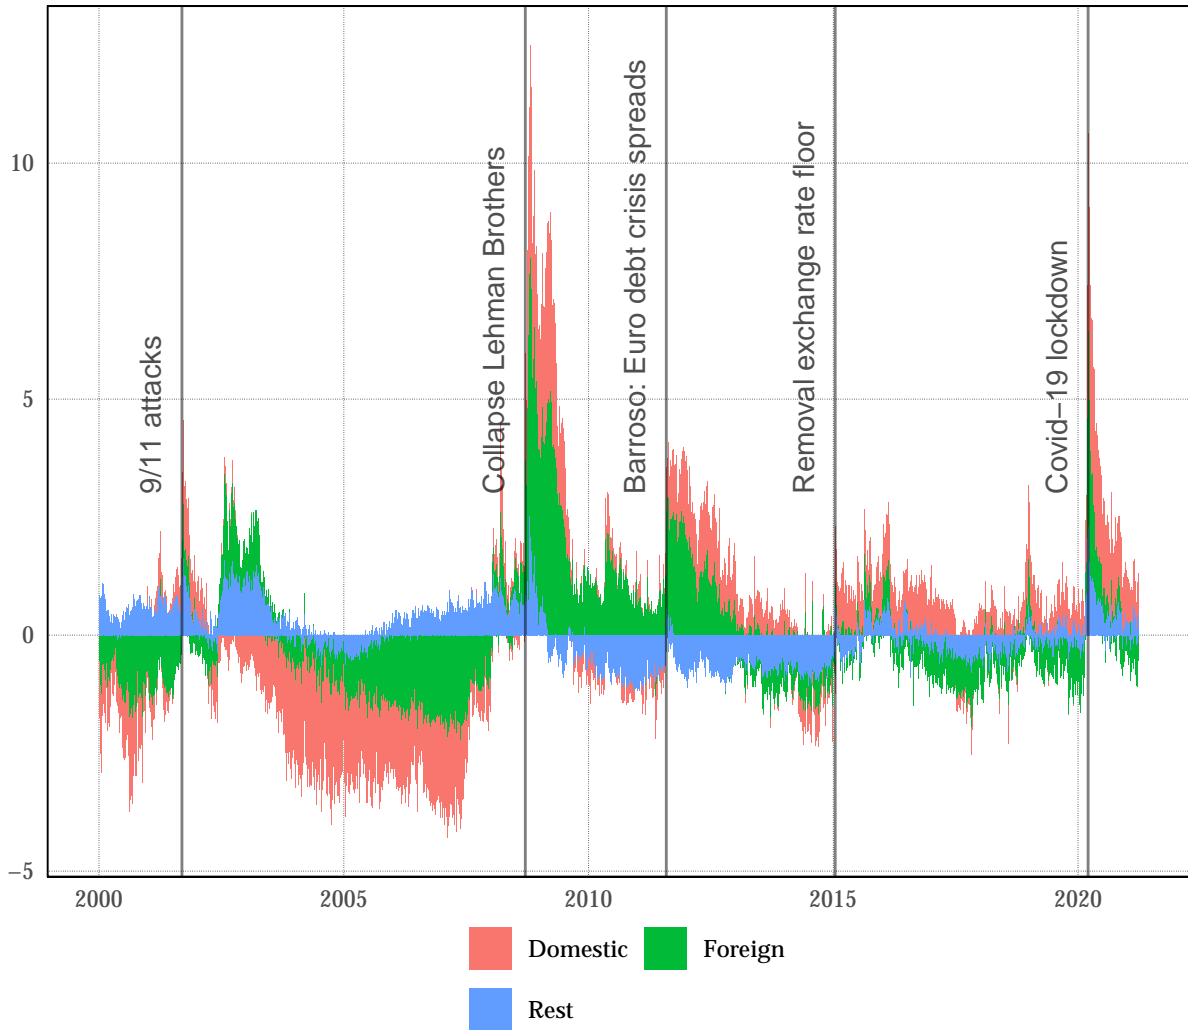 10
5
0
−5
9/11 attacks
Collapse Lehman Brothers
Barroso: Euro debt crisis spreads
Removal exchange rate floor
Covid−19 lockdown
2000
2005
2010
2015
2020
Domestic
Foreign
Rest